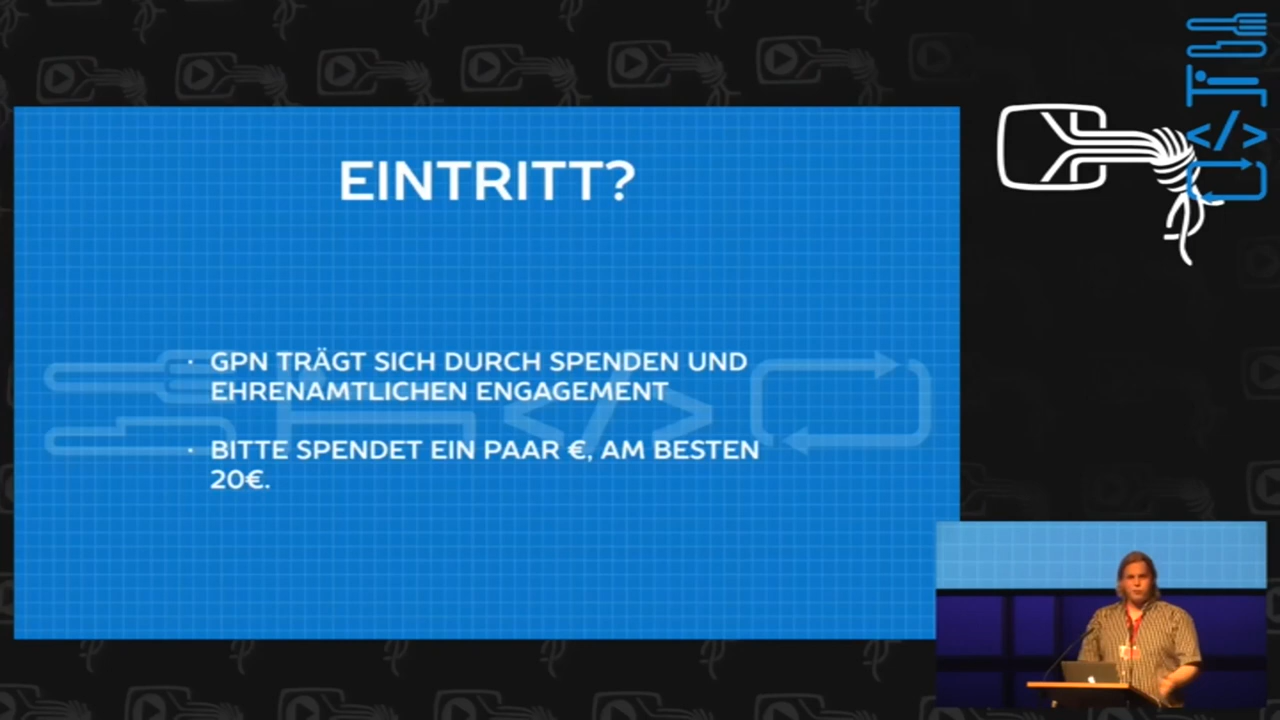 EINTRITT?
· GPN TRÄGT SICH DURCH SPENDEN UND
EHRENAMTLICHEN ENGAGEMENT
· BITTE SPENDET EIN PAAR €, AM BESTEN
20€.
</>